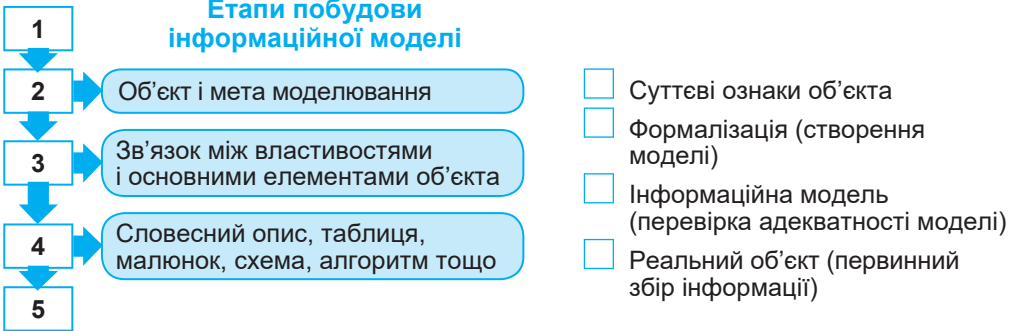 Етапи побудови
інформаційної моделі
1
2
Об’єкт і мета моделювання
3
Зв'язок між властивостями
і основними елементами об’єкта
4
Словесний опис, таблиця,
малюнок, схема, алгоритм тощо
5
Суттєві ознаки об’єкта
Формалізація (створення
моделі)
Інформаційна модель
(перевірка адекватності моделі)
Реальний об’єкт (первинний
збір інформації)